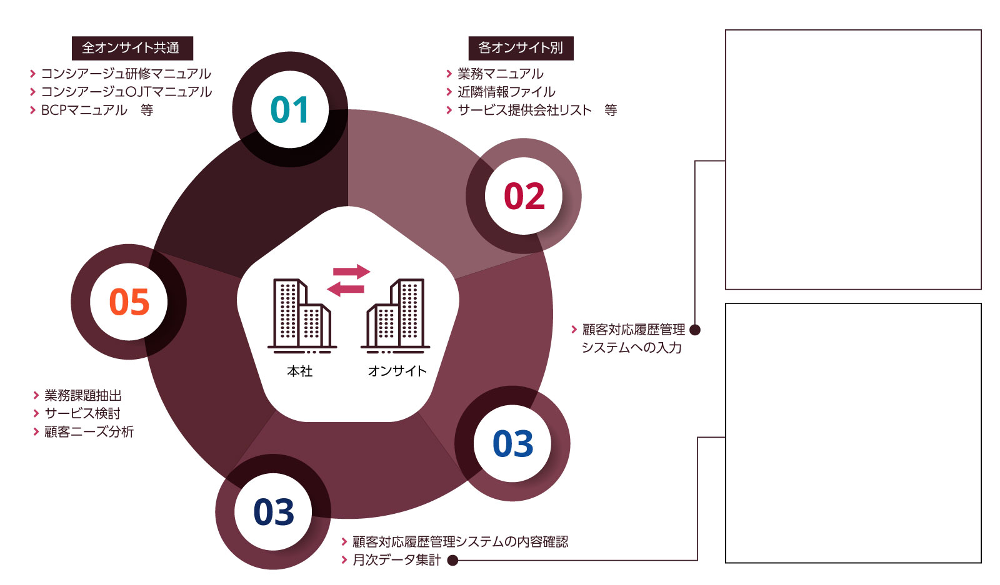 全オンサイト共通
コンシアージュ研修マニュアル
コンシアージュOJTマニュアル
BCPマニュアル　等
01
各オンサイト別
業務マニュアル
近隣情報ファイル
サービス提供会社リスト　等
02
顧客対応履歴管理
システムへの入力
03
顧客対応履歴管理システムの内容確認
月次データ集計
03
05
業務課題抽出
サービス検討
顧客ニーズ分析
本社
オンサイト